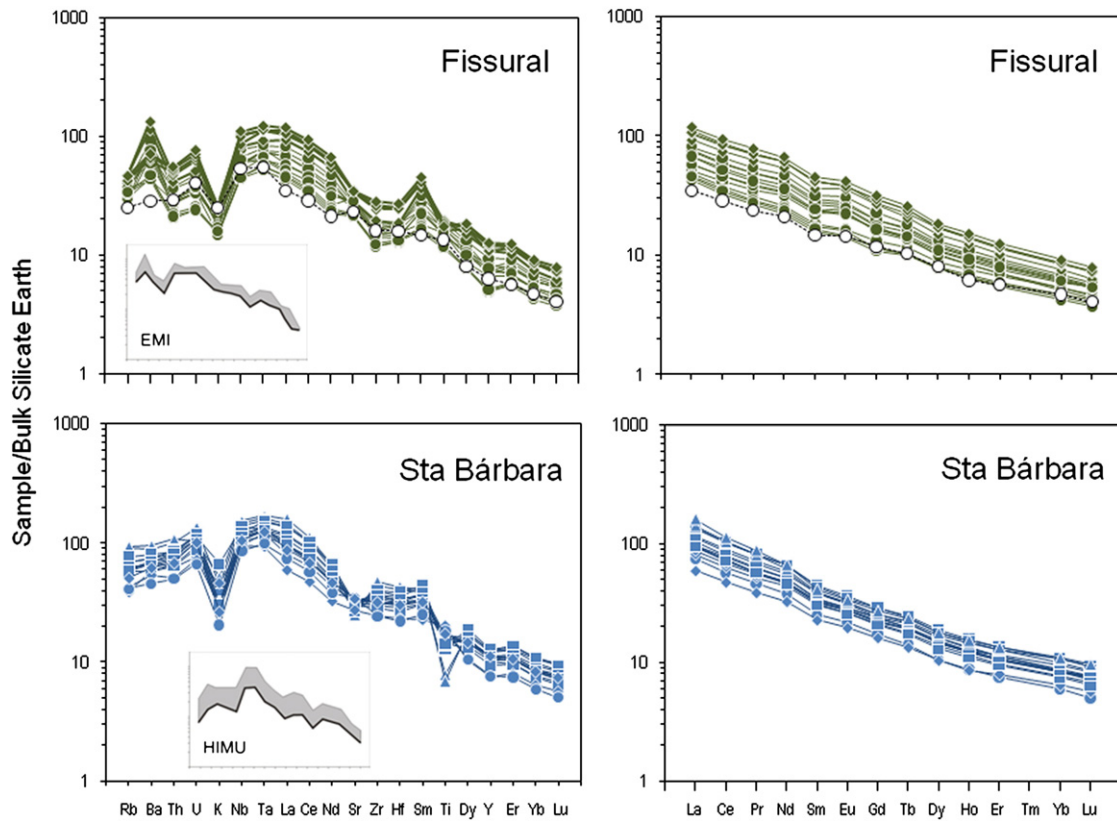 1000
100
10
1
Fissural
EMI
1000
100
10
1
Fissural
Sample/Bulk Silicate Earth
1000
100
10
1
Sta Bárbara
HIMU
Rb Ba Th U K Nb Ta La Ce Nd Sr Zr Hf Sm Ti Dy Y Er Yb Lu
1000
100
10
1
Sta Bárbara
La Ce Pr Nd Sm Eu Gd Tb Dy Ho Er Tm Yb Lu